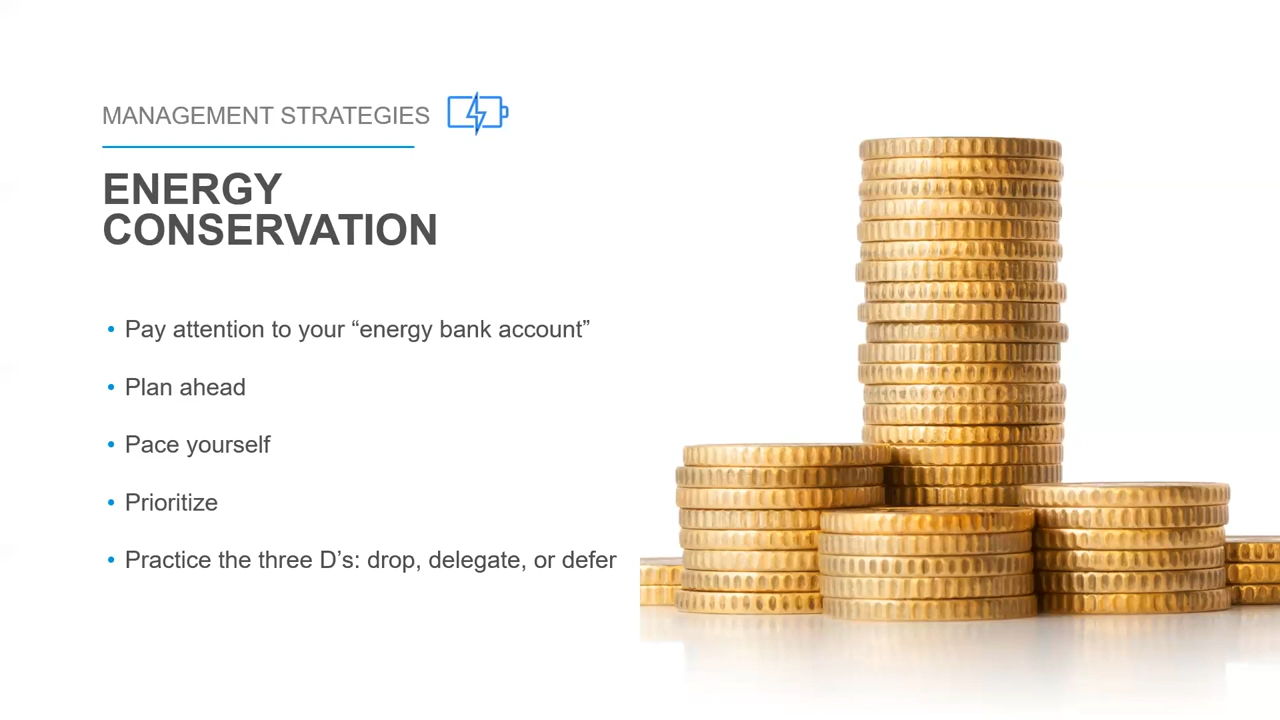 MANAGEMENT STRATEGIES
ENERGY
CONSERVATION
• Pay attention to your “energy bank account”
• Plan ahead
• Pace yourself
• Prioritize
• Practice the three D’s: drop, delegate, or defer